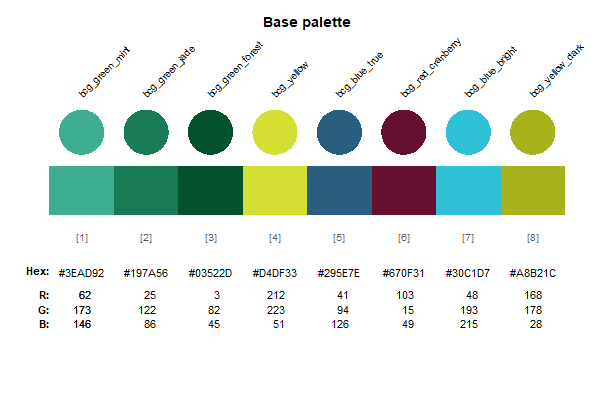 Base palette
bcg_green_mint bcg_green_jade bcg_green_forest bcg_yellow bcg_blue_true bcg_red_cranberry bcg_blue_bright bcg_yellow_dark
[1] [2] [3] [4] [5] [6] [7] [8]
Hex: #3EAD92 #197A56 #03522D #D4DF33 #295E7E #670F31 #30C1D7 #A8B21C
R: 62 25 3 212 41 103 48 168
G: 173 122 82 223 94 15 193 178
B: 146 86 45 51 126 49 215 28